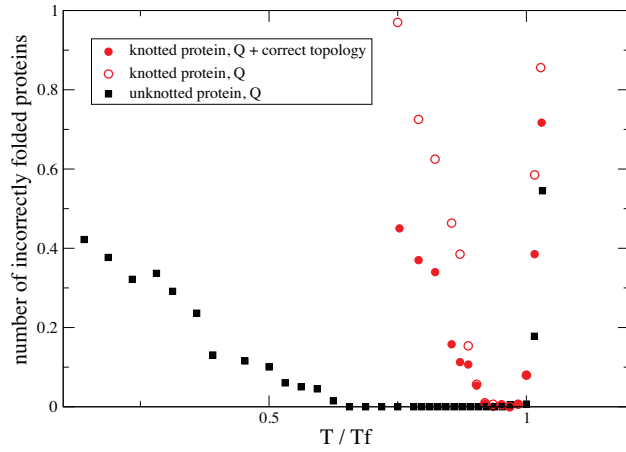 1
knotted protein, Q + correct topology
knotted protein, Q
unknotted protein, Q
0.8
0.6
0.4
0.2
0
0.5
1
number of incorrectly folded proteins
T / Tf